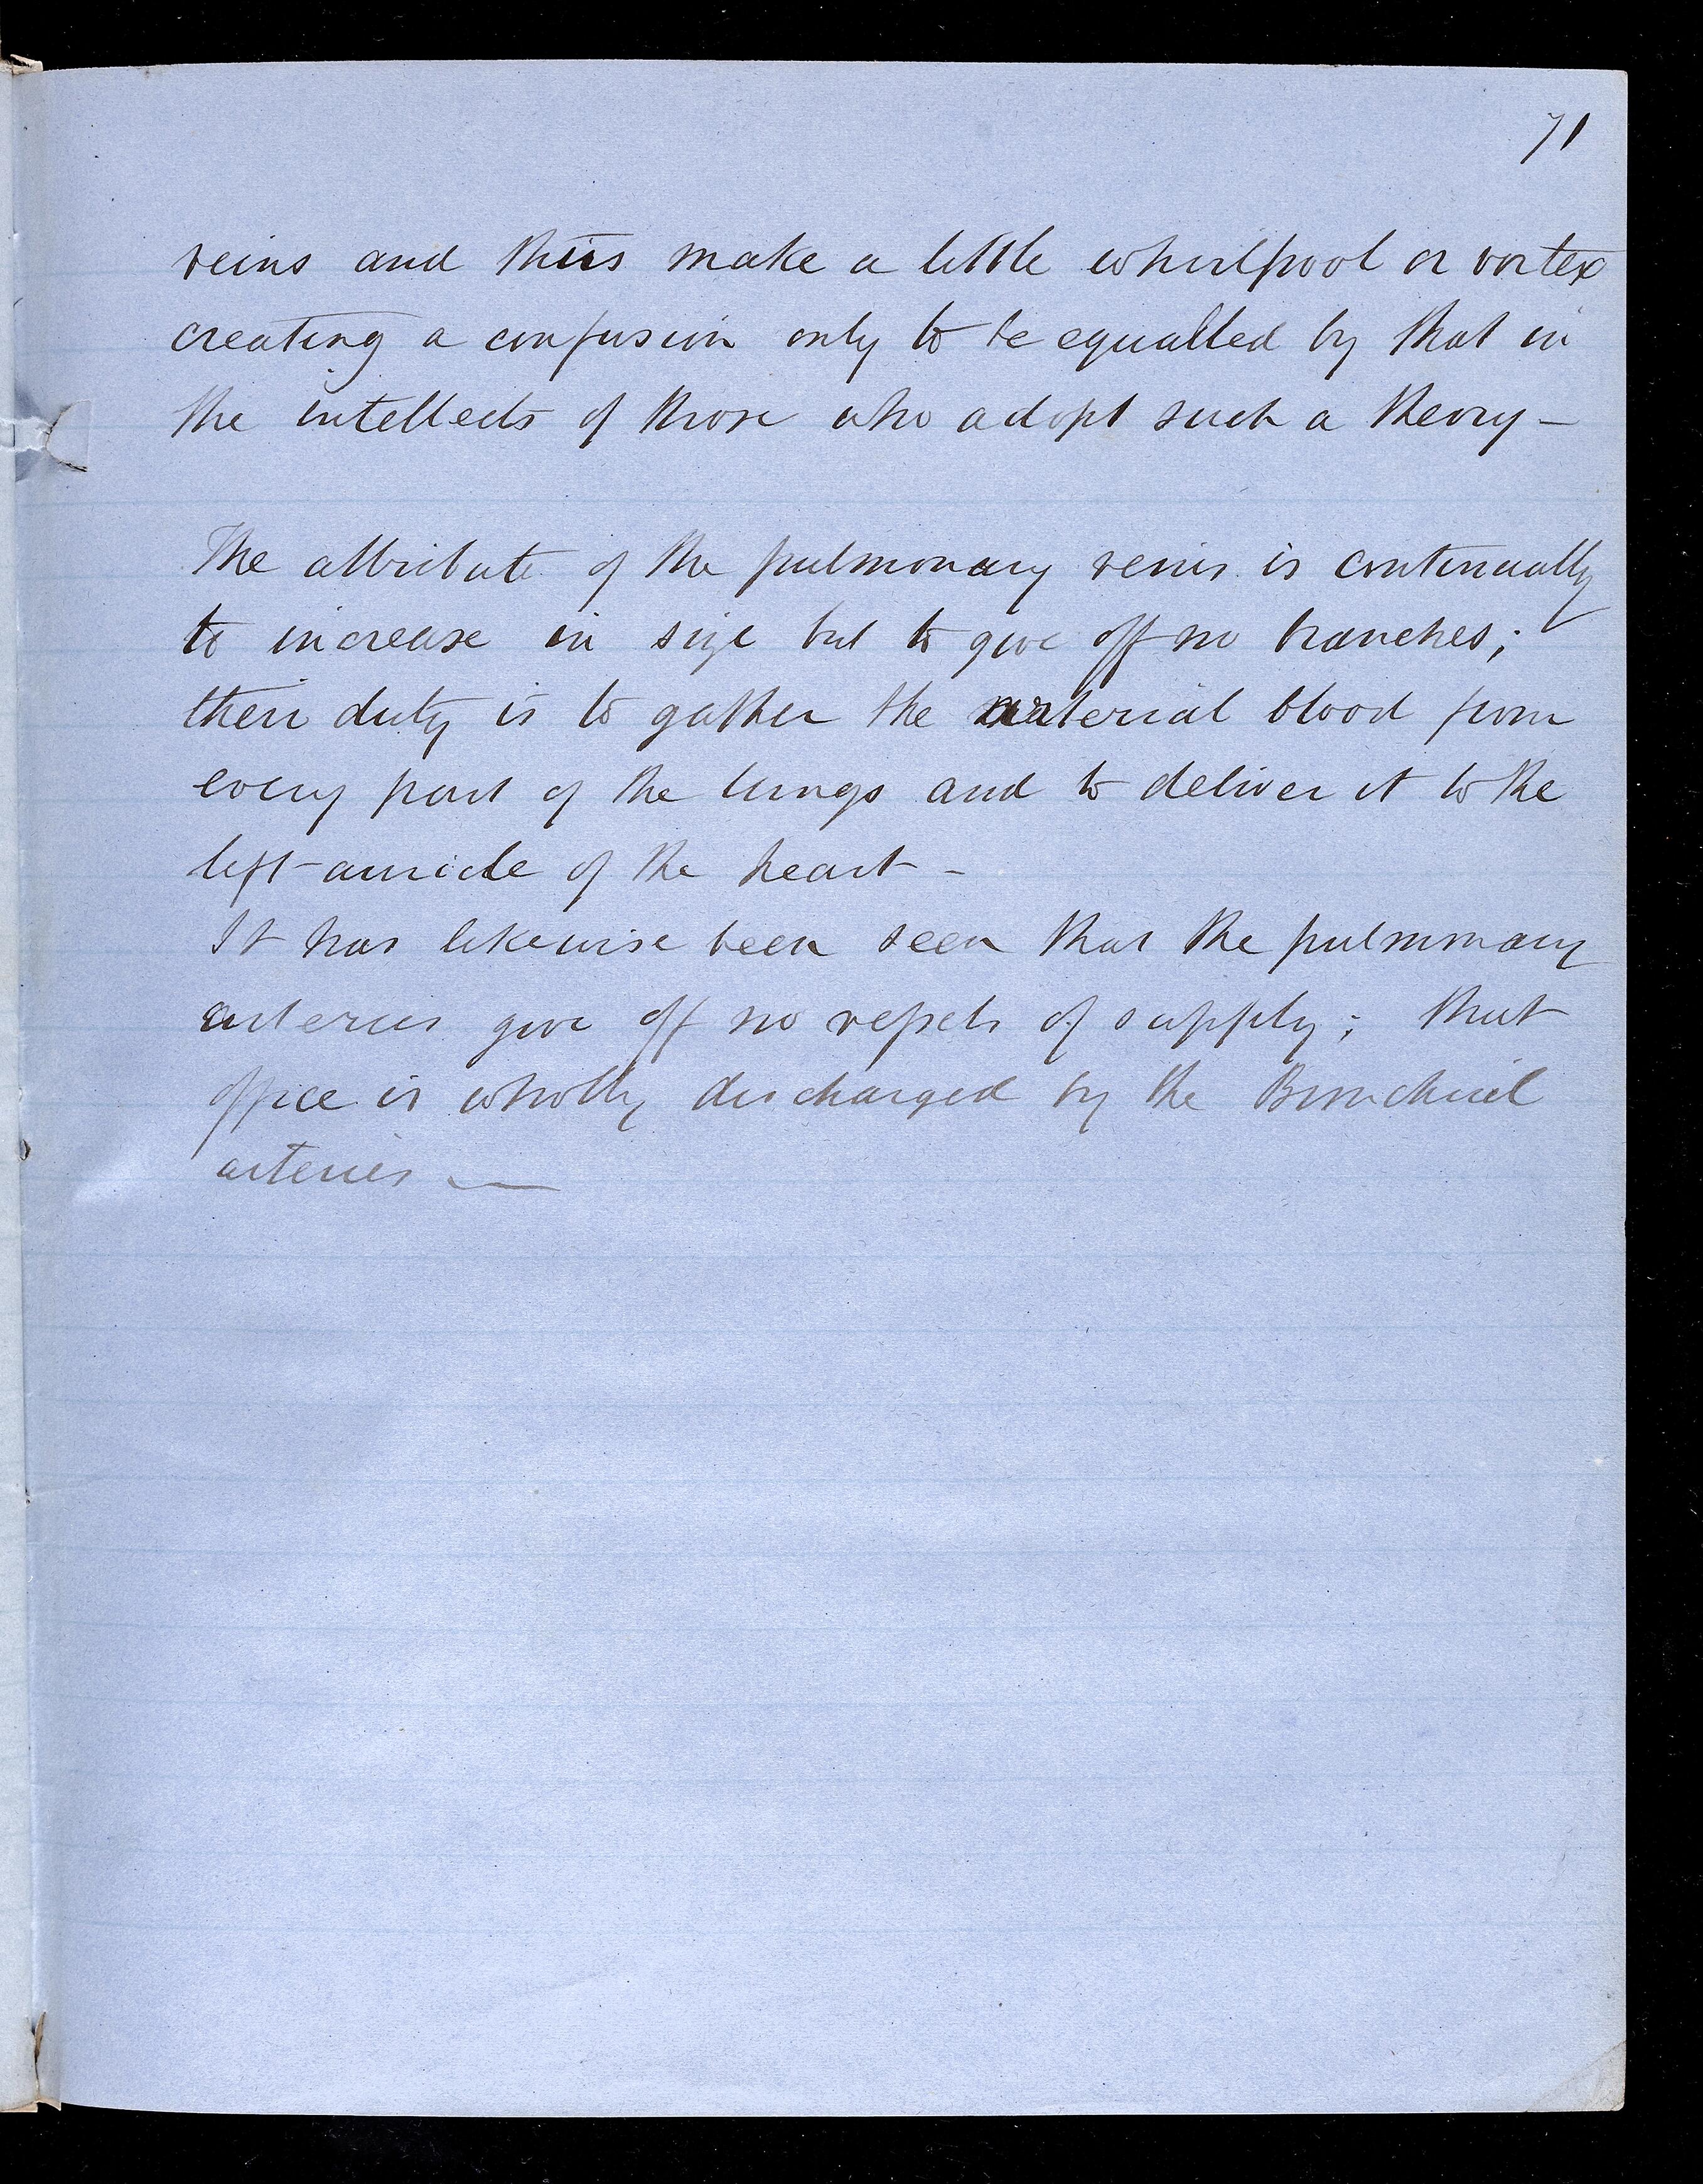 71
veins and thus make a little whirlpool or vortex
creating a confusion only to be equalled by that in
the intellects of those who adopt such a theory –
The attribute of the pulmonary veins is continually
to increase in size but to give off no branches;
their duty is to gather the arterial blood from
every part of the lungs and to deliver it to the
left auricle of the heart –
It has likewise been seen that the pulmonary
arteries give off no vessels of supply; that
office is wholly discharged by the Bronchial
arteries —